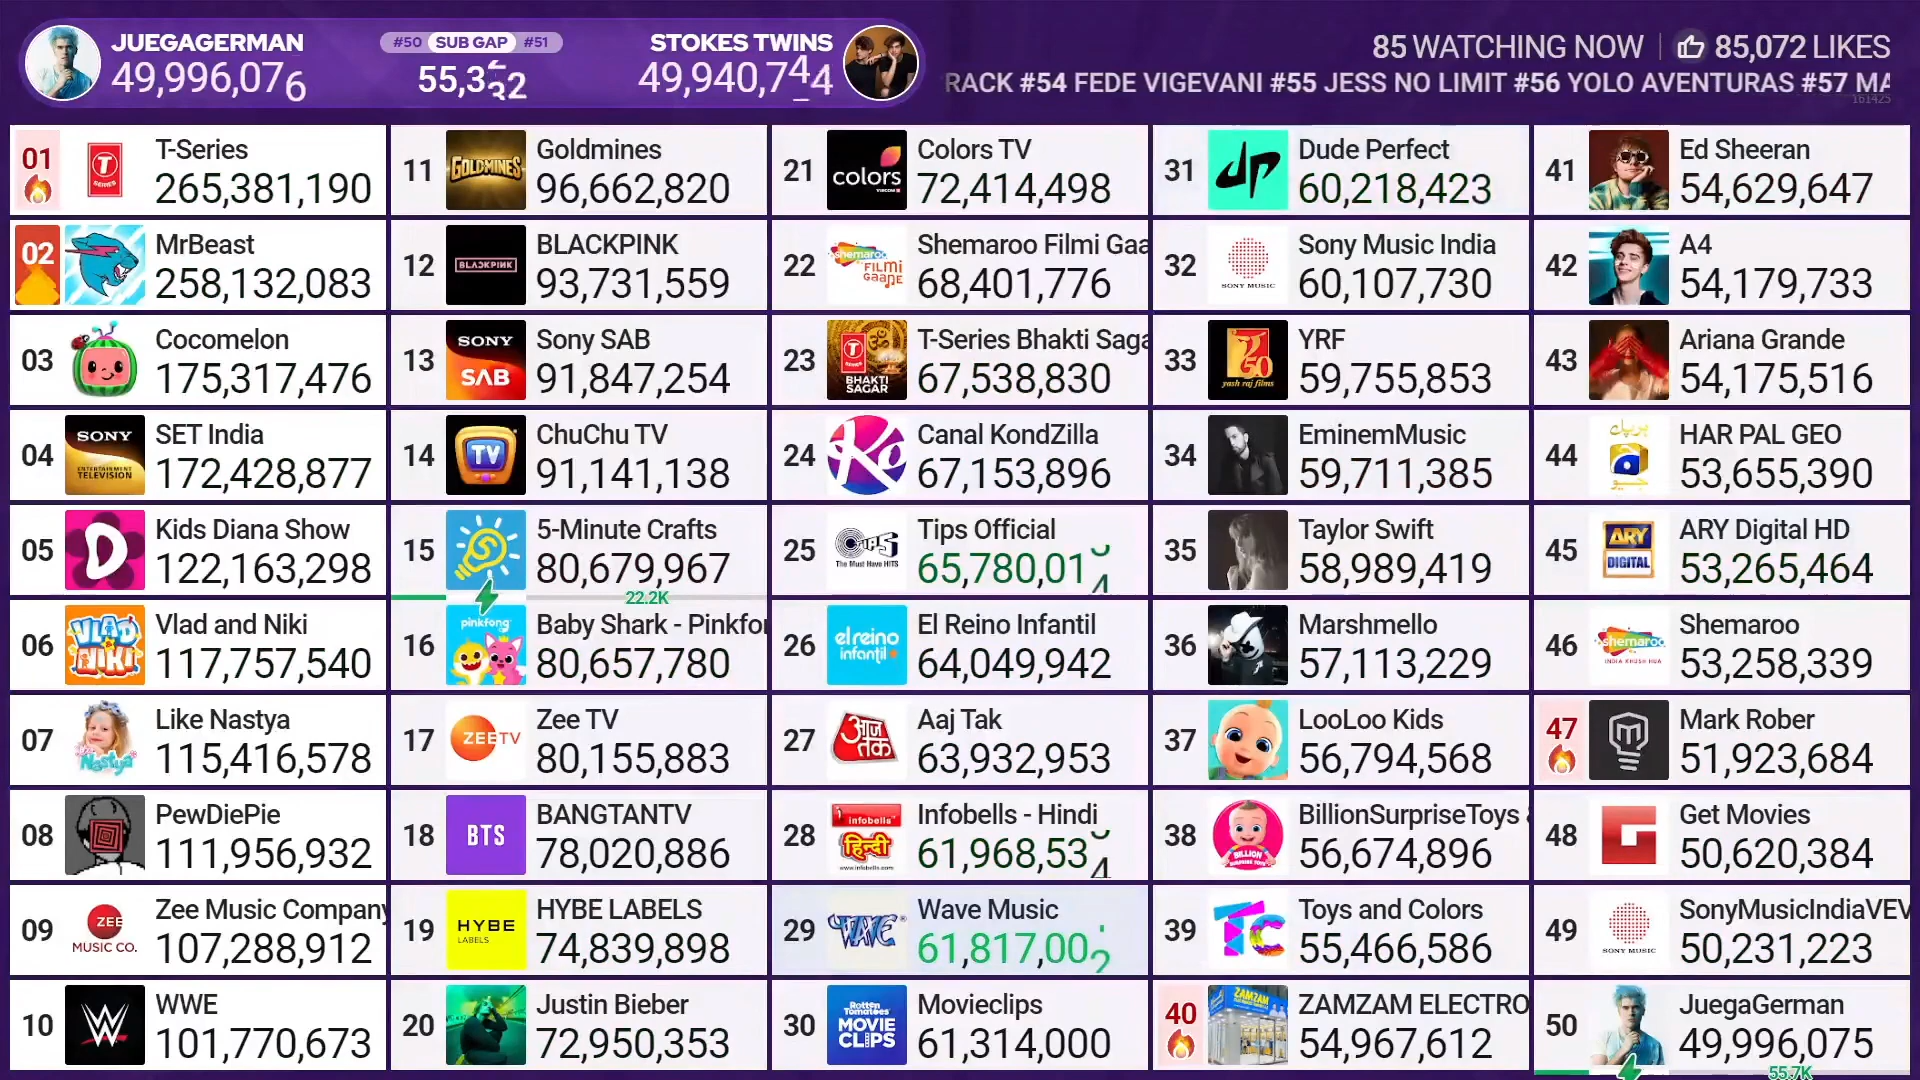 JUEGAGERMAN
49,996,076
#50 SUB GAP #51
STOKES TWINS
85 WATCHING NOW 85,072 LIKES
RACK #54 FEDE VIGEVANI #55 JESS NO LIMIT #56 YOLO AVENTURAS #57 MA
161425
01 T-Series
265,381,190
02 MrBeast
258,132,083
03 Cocomelon
175,317,476
04 SET India
172,428,877
05 Kids Diana Show
122,163,298
06 Vlad and Niki
117,757,540
07 Like Nastya
115,416,578
08 PewDiePie
111,956,932
09 Zee Music Company
107,288,912
10 WWE
101,770,673
11 Goldmines
96,662,820
12 BLACKPINK
93,731,559
13 Sony SAB
91,847,254
14 ChuChu TV
91,141,138
15 5-Minute Crafts
80,679,967
22.2K
16 Baby Shark - Pinkfo
80,657,780
17 Zee TV
80,155,883
18 BANGTANTV
78,020,886
19 HYBE LABELS
74,839,898
20 Justin Bieber
72,950,353
21 Colors TV
72,414,498
22 Shemaroo Filmi Gaa
68,401,776
23 T-Series Bhakti Saga
67,538,830
24 Canal KondZilla
67,153,896
25 Tips Official
26 El Reino Infantil
64,049,942
27 Aaj Tak
63,932,953
28 Infobells - Hindi
29 Wave Music
30 Movieclips
61,314,000
31 Dude Perfect
60,218,423
32 Sony Music India
60,107,730
33 YRF
59,755,853
34 EminemMusic
59,711,385
35 Taylor Swift
58,989,419
36 Marshmello
57,113,229
37 LooLoo Kids
56,794,568
38 BillionSurpriseToys
56,674,896
39 Toys and Colors
55,466,586
40 ZAMZAM ELECTRO
54,967,612
41 Ed Sheeran
54,629,647
42 A4
54,179,733
43 Ariana Grande
54,175,516
44 HAR PAL GEO
53,655,390
45 ARY Digital HD
53,265,464
46 Shemaroo
53,258,339
47 Mark Rober
51,923,684
48 Get Movies
50,620,384
49 SonyMusicIndiaVEV
50,231,223
50 JuegaGerman
49,996,075
55.7K